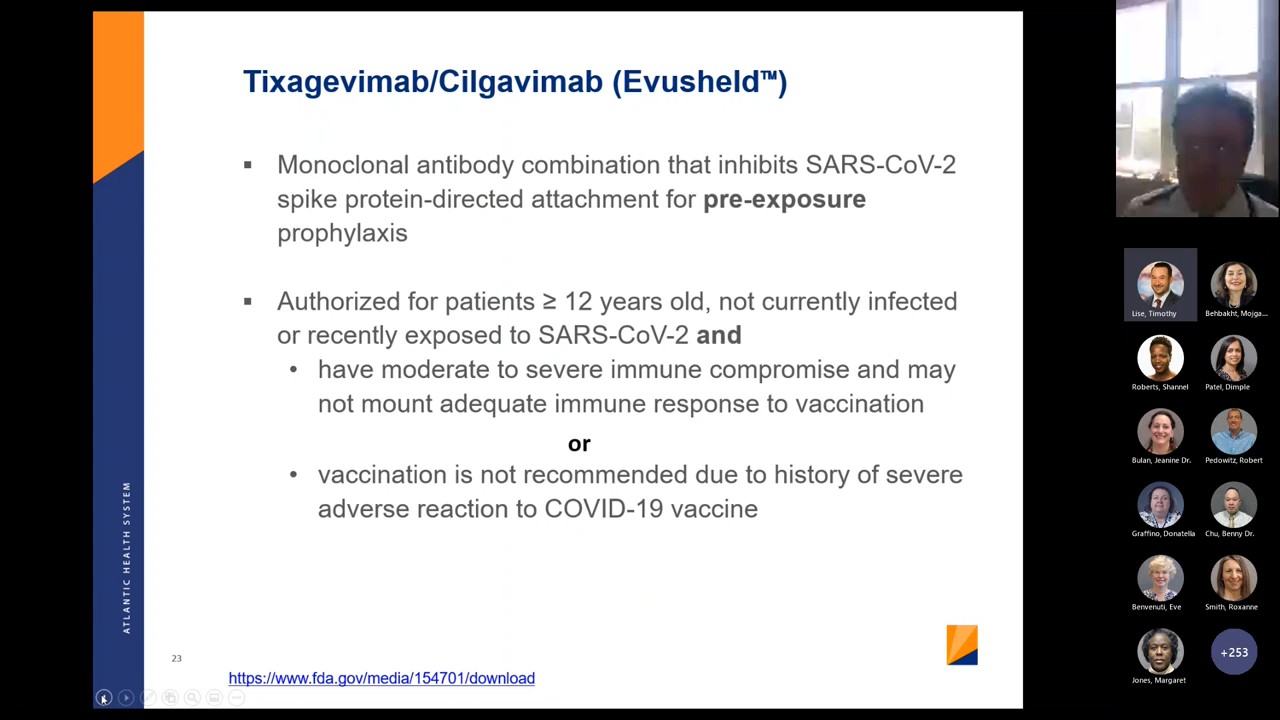 Tixagevimab/Cilgavimab (Evusheld™)
▪ Monoclonal antibody combination that inhibits SARS-CoV-2
spike protein-directed attachment for pre-exposure
prophylaxis
▪ Authorized for patients ≥ 12 years old, not currently infected
or recently exposed to SARS-CoV-2 and
• have moderate to severe immune compromise and may
not mount adequate immune response to vaccination
or
• vaccination is not recommended due to history of severe
adverse reaction to COVID-19 vaccine
ATLANTIC HEALTH SYSTEM
23
https://www.fda.gov/media/154701/download
Lise, Timothy
Behbakht, Mojga...
Roberts, Shannel
Patel, Dimple
Bulan, Jeanine Dr.
Pedowitz, Robert
Graffino, Donatella
Chu, Benny Dr.
Benvenuti, Eve
Smith, Roxanne
Jones, Margaret
+253